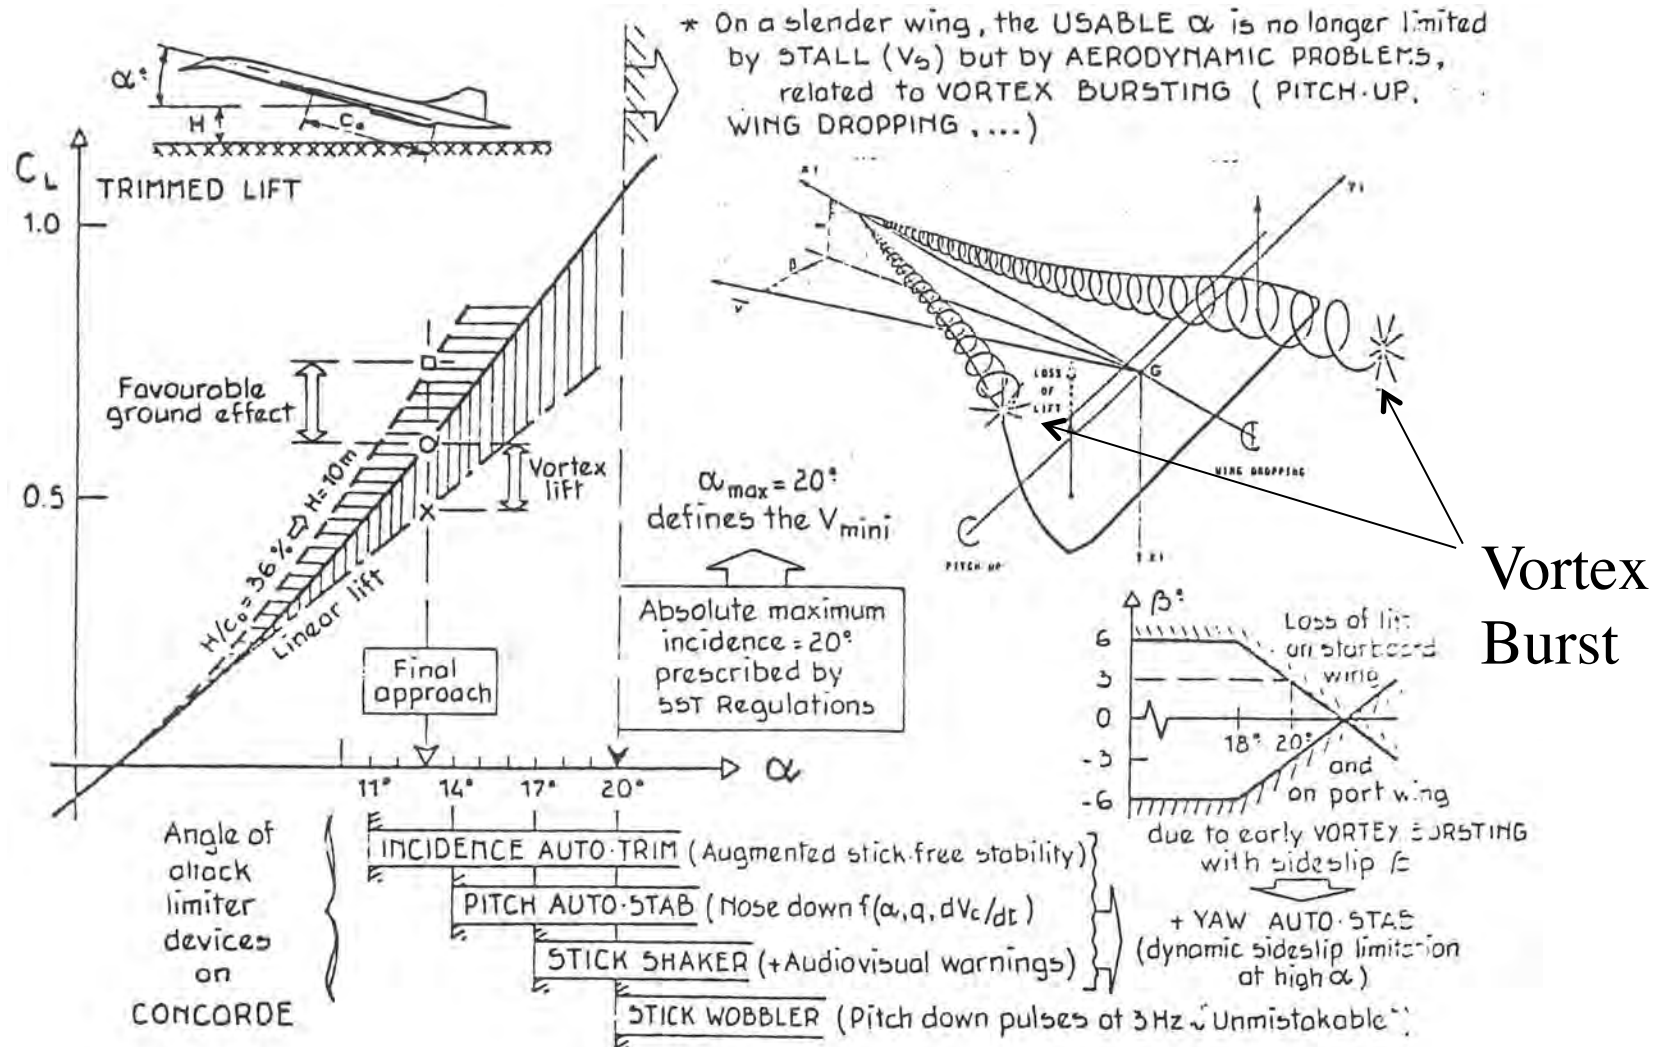 * On a slender wing, the USABLE α is no longer limited
by STALL (Vs) but by AERODYNAMIC PROBLEMS,
related to VORTEX BURSTING ( PITCH-UP,
WING DROPPING , ...)
α°
H
C₀
C L
TRIMMED LIFT
1.0
0.5
Favourable
ground effect
Vortex
lift
H/C₀ = 36% ⇨ H = 10m
Linear lift
Final
approach
α max = 20°
defines the V mini
Absolute maximum
incidence = 20°
prescribed by
SST Regulations
11° 14° 17° 20° α
X1
Y1
β
V
G
LOSS
OF
LIFT
WING DROPPING
PITCH UP
Z1
Vortex
Burst
β°
6
3
0
-3
-6
18° 20°
Loss of lift
on starboard
wing
and
on port wing
due to early VORTEX BURSTING
with sideslip β
+ YAW AUTO-STAB
(dynamic sideslip limitation
at high α)
Angle of
attack
limiter
devices
on
CONCORDE
INCIDENCE AUTO-TRIM (Augmented stick-free stability)
PITCH AUTO-STAB (Nose down f(α, q, dVc/dt)
STICK SHAKER (+Audiovisual warnings)
STICK WOBBLER (Pitch down pulses at 3 Hz Unmistakable